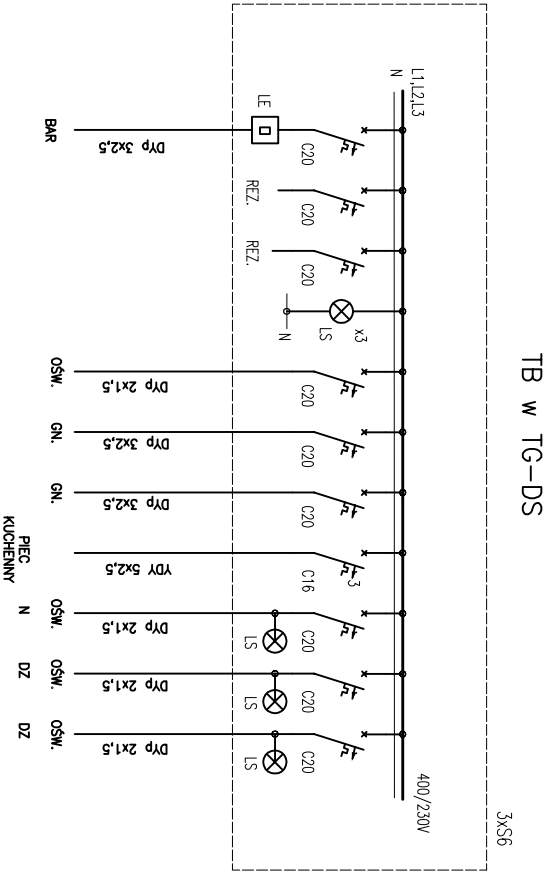 TB w TG-DS
3xS6
L1,L2,L3
N
400/230V
C20
LE
DYp 3x2,5
BAR
C20
REZ.
C20
REZ.
x3
LS
N
C20
DYp 2x1,5
OŚW.
C20
DYp 3x2,5
GN.
C20
DYp 3x2,5
GN.
3
C16
YDY 5x2,5
PIEC
KUCHENNY
C20
LS
DYp 2x1,5
OŚW.
N
C20
LS
DYp 2x1,5
OŚW.
DZ
C20
LS
DYp 2x1,5
OŚW.
DZ